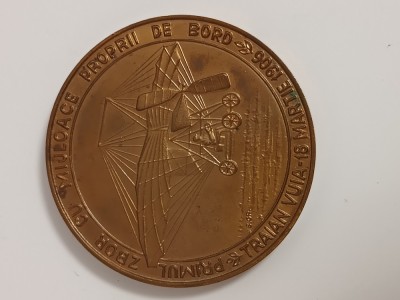 PRIMUL ZBOR CU MIJLOACE PROPRII DE BORD
TRAIAN VUIA-18 MARTIE 1906